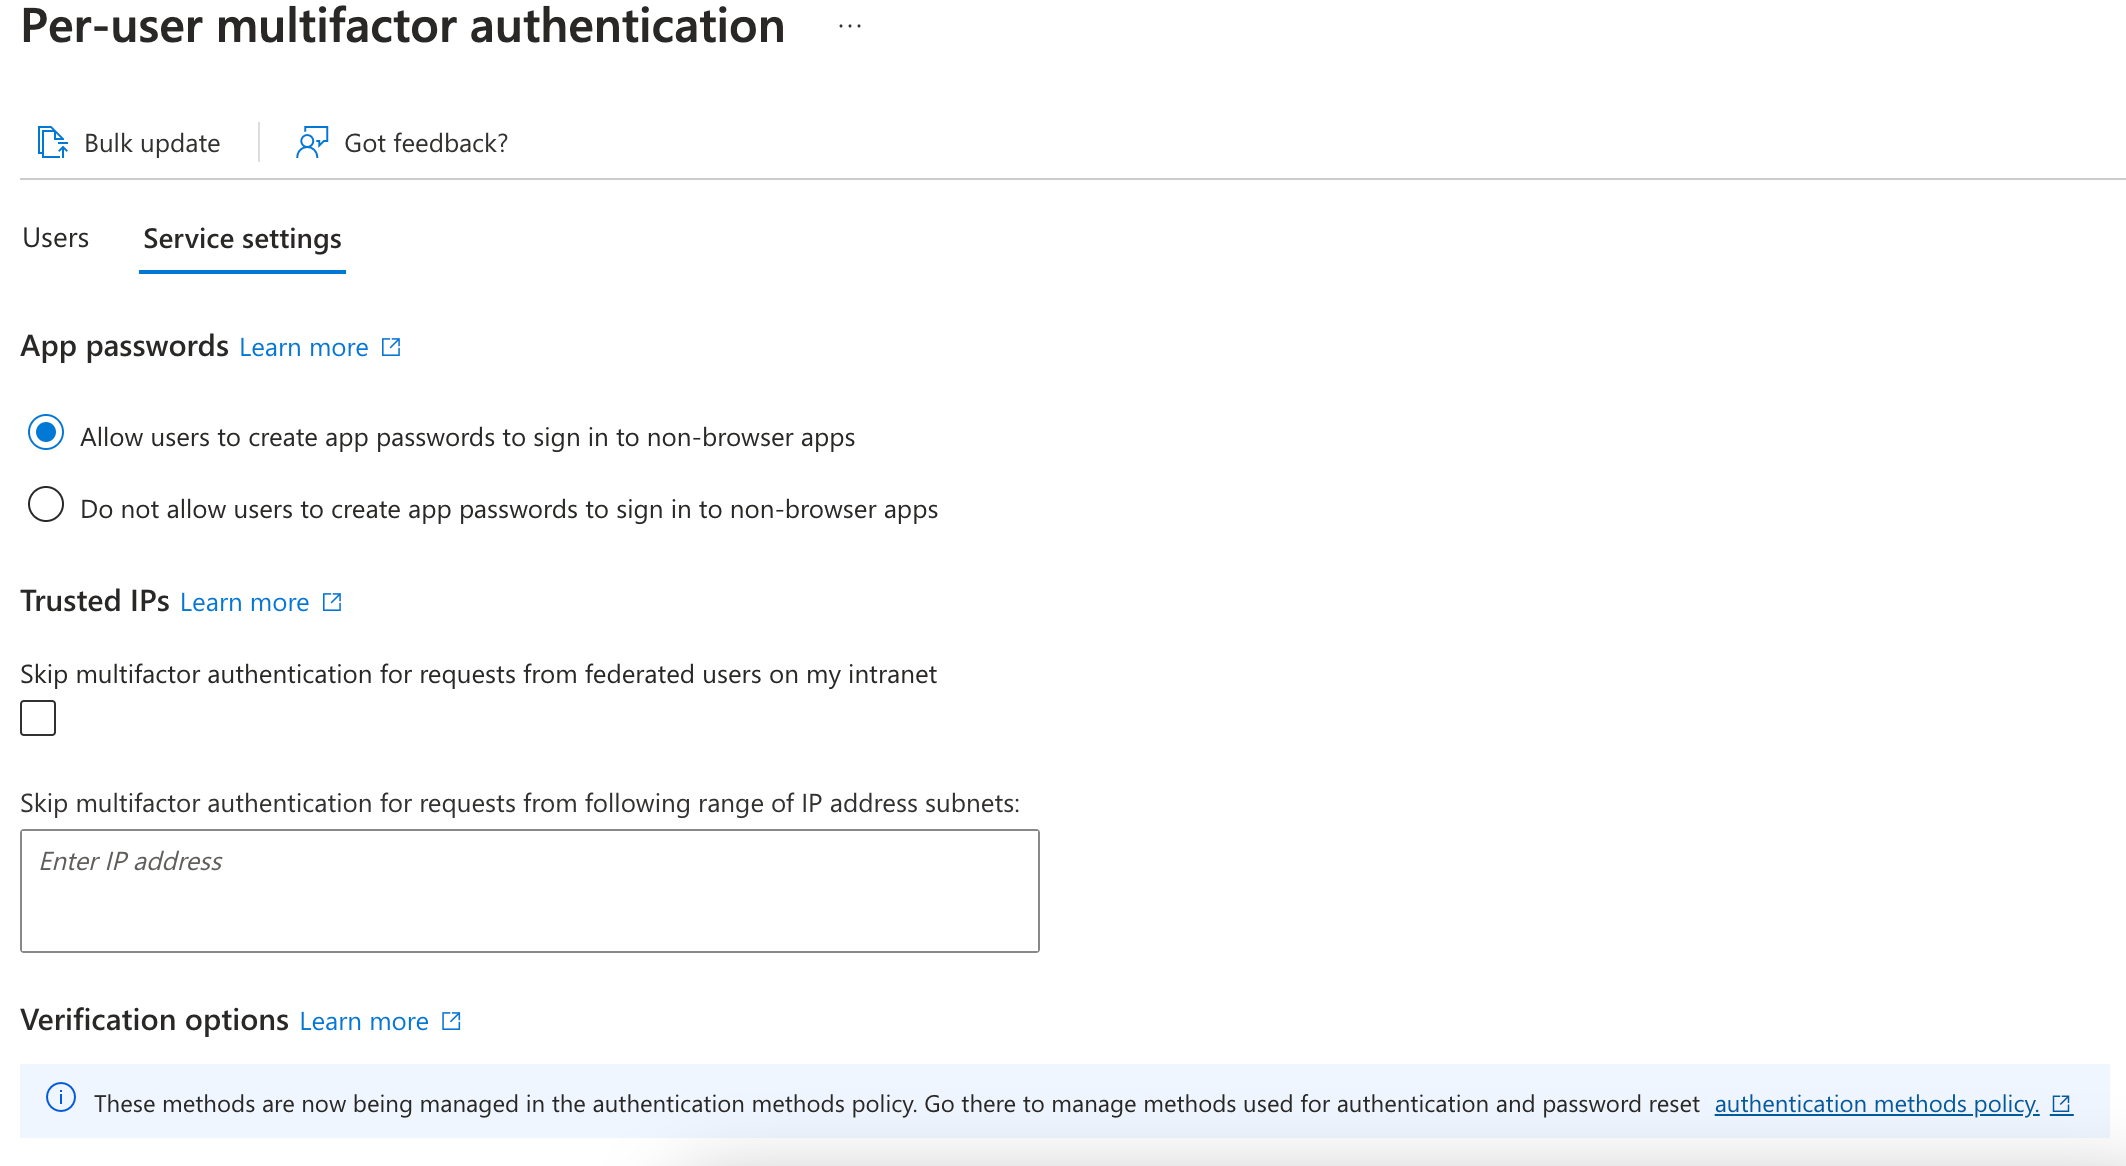 Per-user multifactor authentication ...
Bulk update
Got feedback?
Users
Service settings
App passwords Learn more
Allow users to create app passwords to sign in to non-browser apps
Do not allow users to create app passwords to sign in to non-browser apps
Trusted IPs Learn more
Skip multifactor authentication for requests from federated users on my intranet
Skip multifactor authentication for requests from following range of IP address subnets:
Enter IP address
Verification options Learn more
These methods are now being managed in the authentication methods policy. Go there to manage methods used for authentication and password reset authentication methods policy.